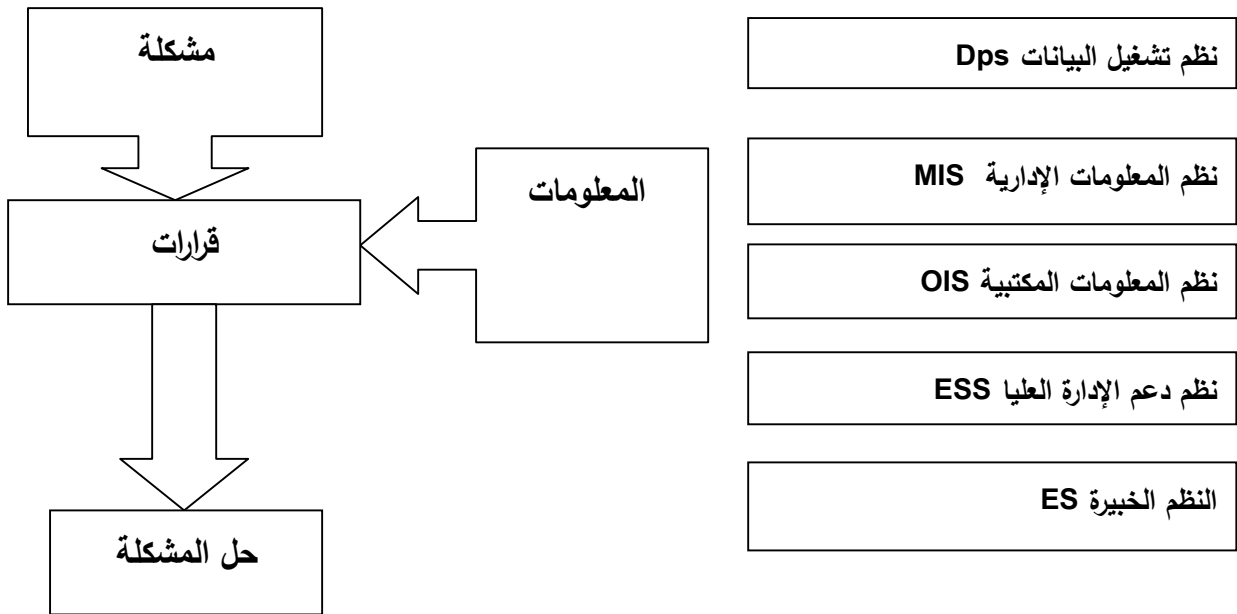 مشكلة
قرارات
المعلومات
حل المشكلة
نظم تشغيل البيانات Dps
نظم المعلومات الإدارية MIS
نظم المعلومات المكتبية OIS
نظم دعم الإدارة العليا ESS
النظم الخبيرة ES